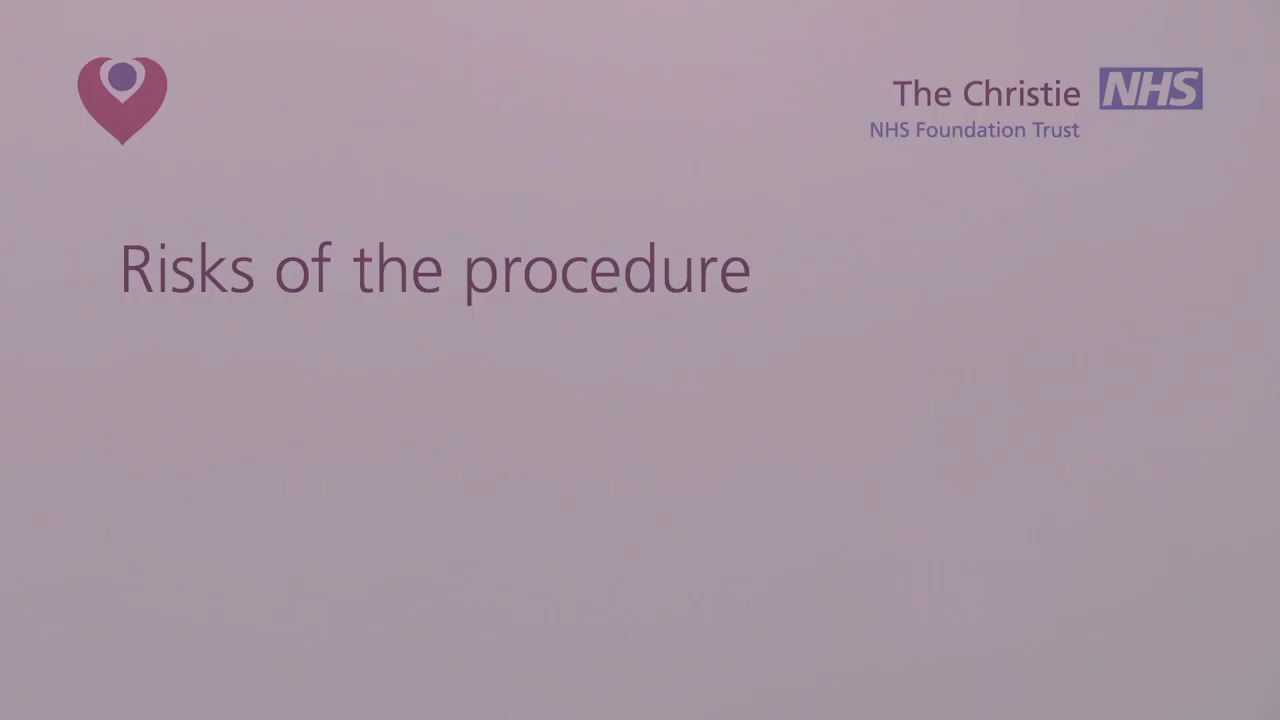 The Christie NHS
NHS Foundation Trust
Risks of the procedure